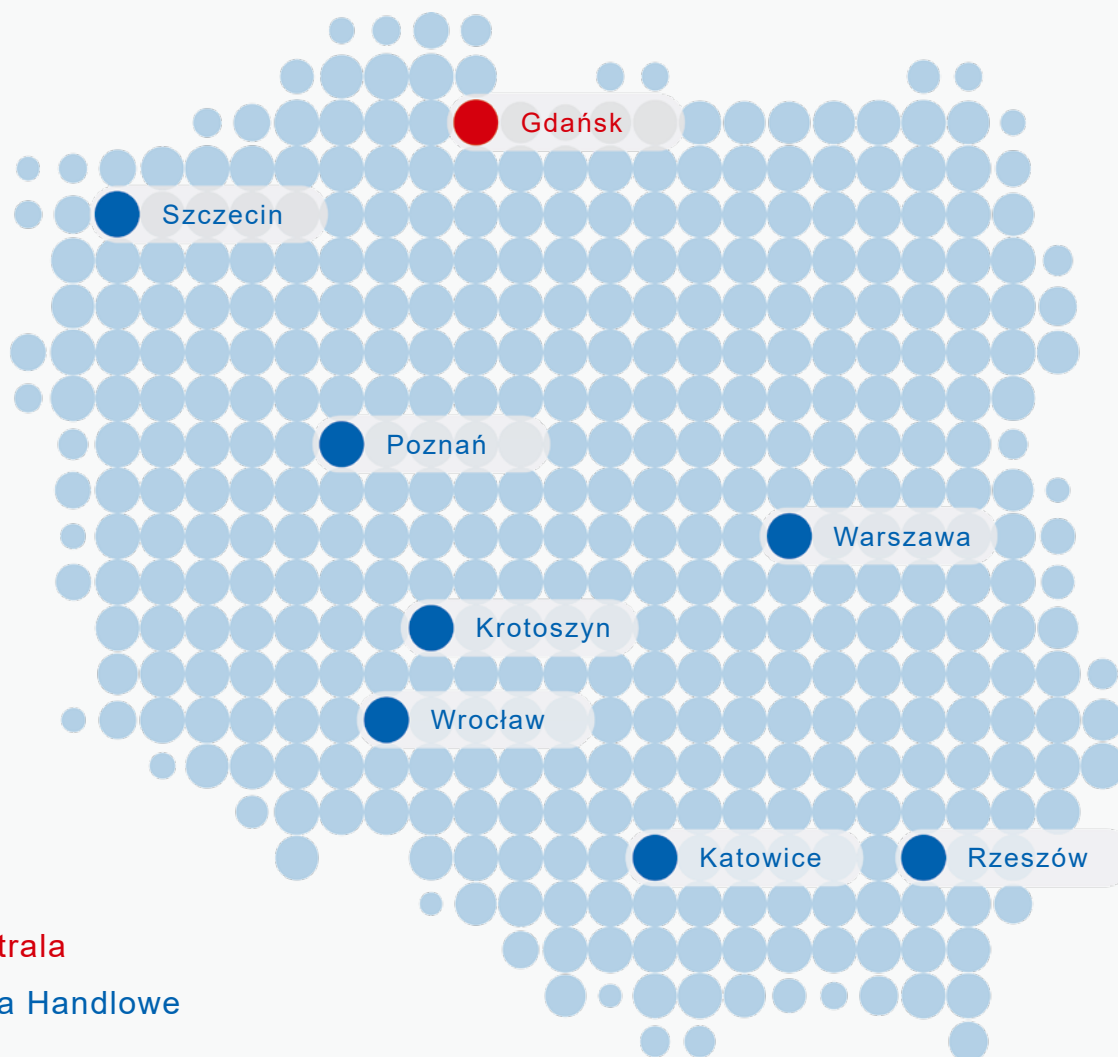 Gdańsk
Szczecin
Poznań
Warszawa
Krotoszyn
Wrocław
Katowice
Rzeszów
trala
a Handlowe